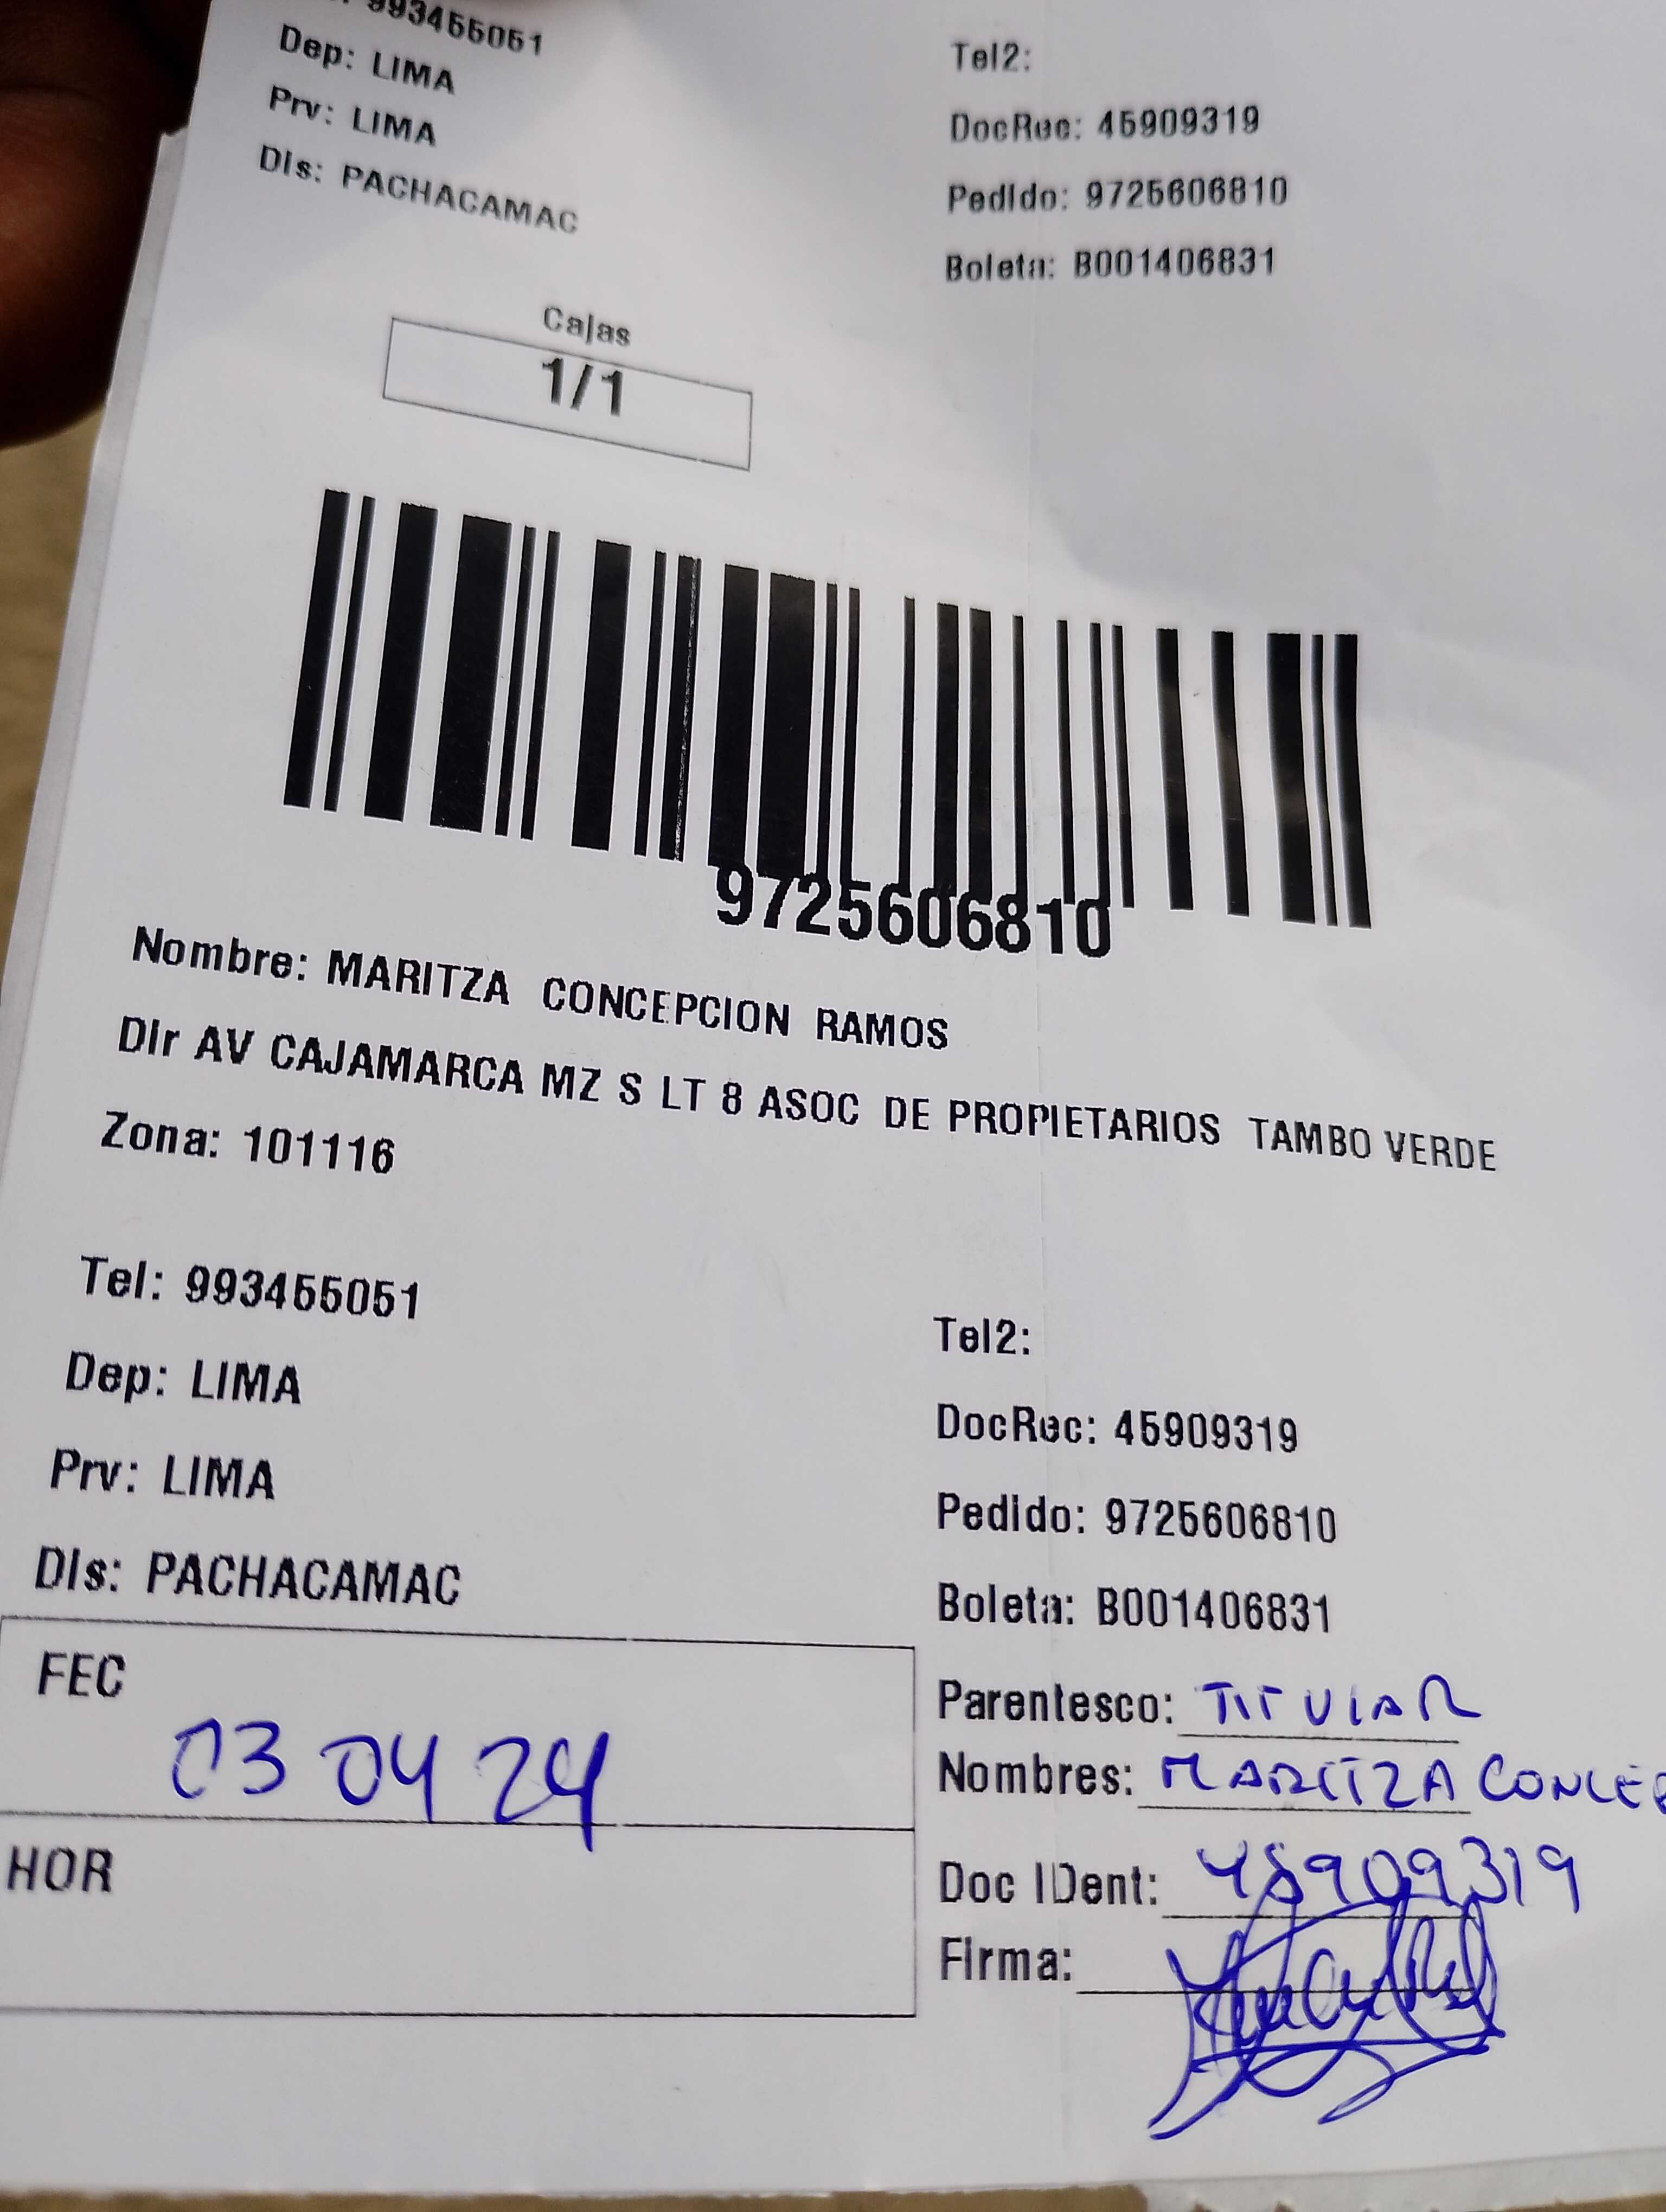 993455051
Dep: LIMA
Prv: LIMA
Dis: PACHACAMAC
Tel2:
DocRec: 45909319
Pedido: 9725606810
Boleta: B001406831
Cajas
1/1
9725606810
Nombre: MARITZA CONCEPCION RAMOS
Dir AV CAJAMARCA MZ S LT 8 ASOC DE PROPIETARIOS TAMBO VERDE
Zona: 101116
Tel: 993455051
Dep: LIMA
Prv: LIMA
Dis: PACHACAMAC
Tel2:
DocRec: 45909319
Pedido: 9725606810
Boleta: B001406831
FEC
03 04 24
HOR
Parentesco: TITULAR
Nombres: MARITZA CONCE
Doc IDent: 45909319
Firma: